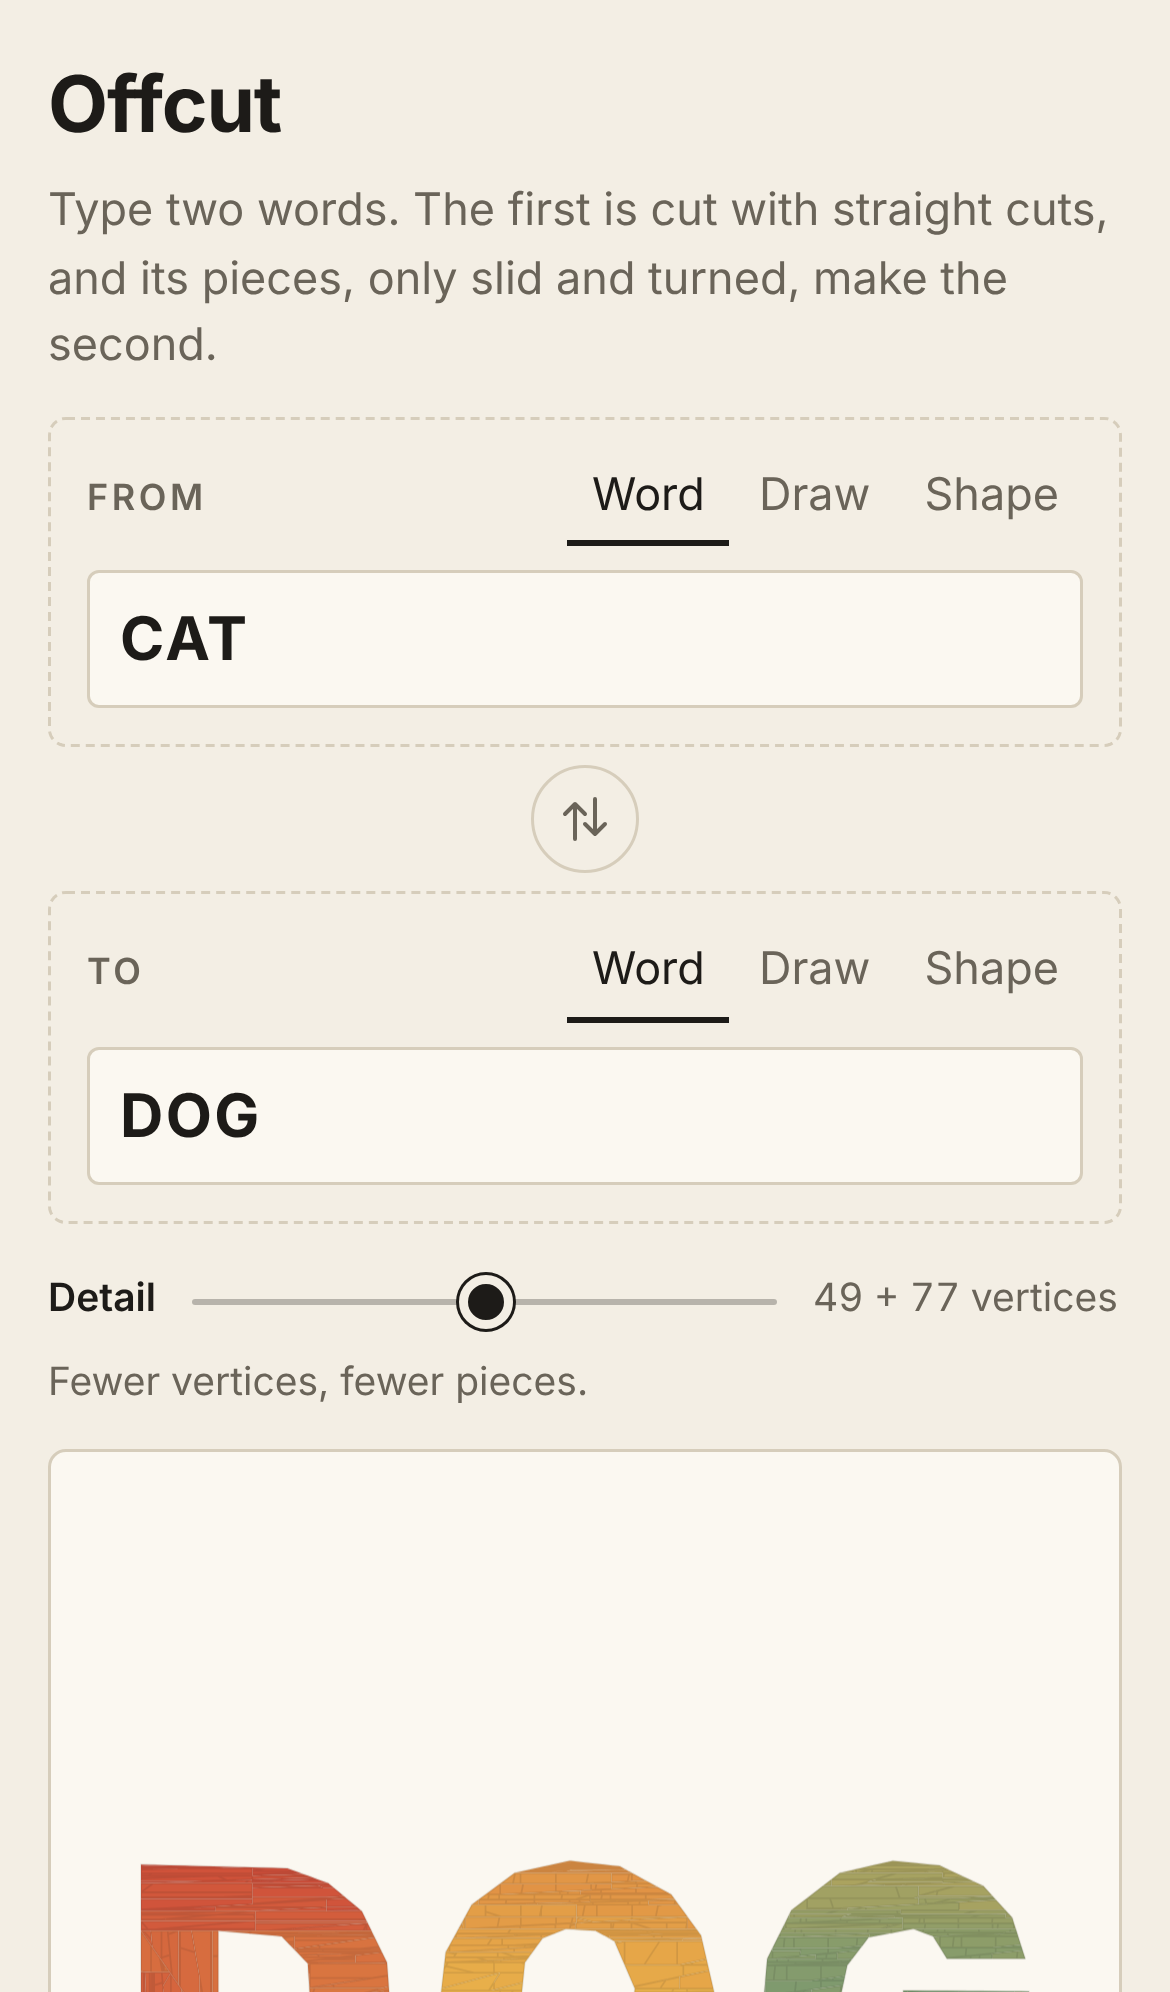 Offcut
Type two words. The first is cut with straight cuts,
and its pieces, only slid and turned, make the
second.
FROM Word Draw Shape
CAT
TO Word Draw Shape
DOG
Detail 49 + 77 vertices
Fewer vertices, fewer pieces.
DOG